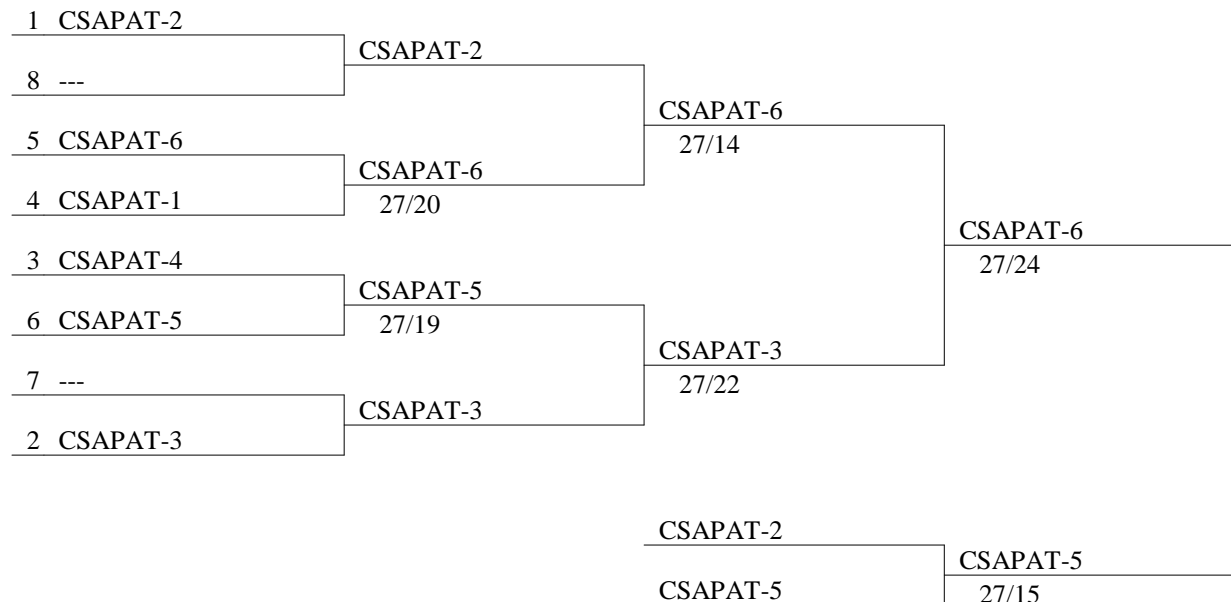 1 CSAPAT-2
CSAPAT-2
8 ---
CSAPAT-6
27/14
5 CSAPAT-6
CSAPAT-6
27/20
4 CSAPAT-1
CSAPAT-6
27/24
3 CSAPAT-4
CSAPAT-5
27/19
6 CSAPAT-5
CSAPAT-3
27/22
7 ---
CSAPAT-3
2 CSAPAT-3
CSAPAT-2
CSAPAT-5
27/15
CSAPAT-5